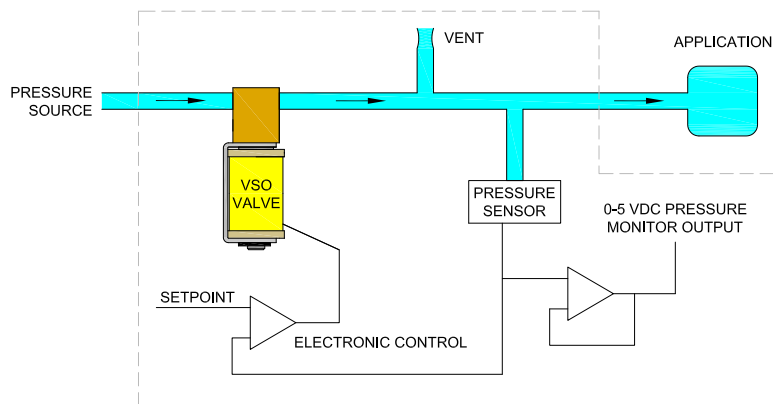 VENT
APPLICATION
PRESSURE
SOURCE
VSO
VALVE
PRESSURE
SENSOR
0-5 VDC PRESSURE
MONITOR OUTPUT
SETPOINT
ELECTRONIC CONTROL